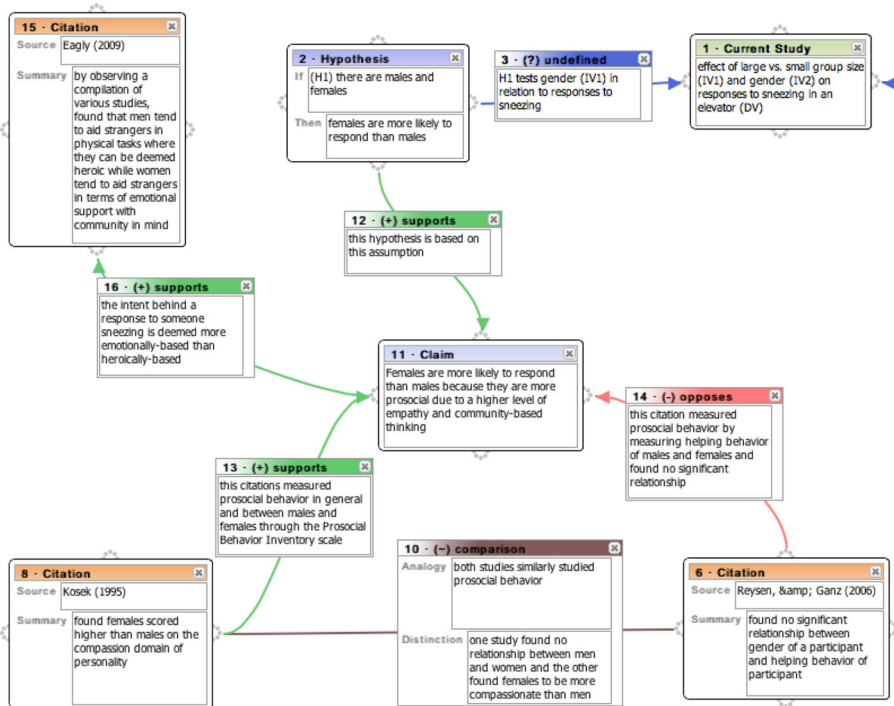 15 - Citation
Source Eagly (2009)
Summary by observing a
compilation of
various studies,
found that men tend
to aid strangers in
physical tasks where
they can be deemed
heroic while women
tend to aid strangers
in terms of emotional
support with
community in mind
2 - Hypothesis
If (H1) there are males and
females
Then females are more likely to
respond than males
3 - (?) undefined
H1 tests gender (IV1) in
relation to responses to
sneezing
1 - Current Study
effect of large vs. small group size
(IV1) and gender (IV2) on
responses to sneezing in an
elevator (DV)
12 - (+) supports
this hypothesis is based on
this assumption
16 - (+) supports
the intent behind a
response to someone
sneezing is deemed more
emotionally-based than
heroically-based
11 - Claim
Females are more likely to respond
than males because they are more
prosocial due to a higher level of
empathy and community-based
thinking
14 - (-) opposes
this citation measured
prosocial behavior by
measuring helping behavior
of males and females and
found no significant
relationship
13 - (+) supports
this citations measured
prosocial behavior in general
and between males and
females through the Prosocial
Behavior Inventory scale
8 - Citation
Source Kosek (1995)
Summary found females scored
higher than males on the
compassion domain of
personality
10 - (~) comparison
Analogy both studies similarly studied
prosocial behavior
Distinction one study found no
relationship between men
and women and the other
found females to be more
compassionate than men
6 - Citation
Source Reysen, &amp; Ganz (2006)
Summary found no significant
relationship between
gender of a participant
and helping behavior of
participant